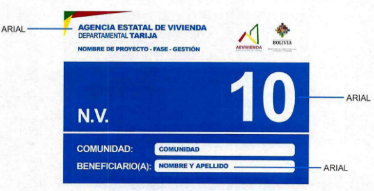 ARIAL
AGENCIA ESTATAL DE VIVIENDA
DEPARTAMENTAL TARIJA
NOMBRE DE PROYECTO - FASE - GESTIÓN
AEVIVIENDA
BOLIVIA
N.V.
10
ARIAL
COMUNIDAD: COMUNIDAD
BENEFICIARIO(A): NOMBRE Y APELLIDO
ARIAL